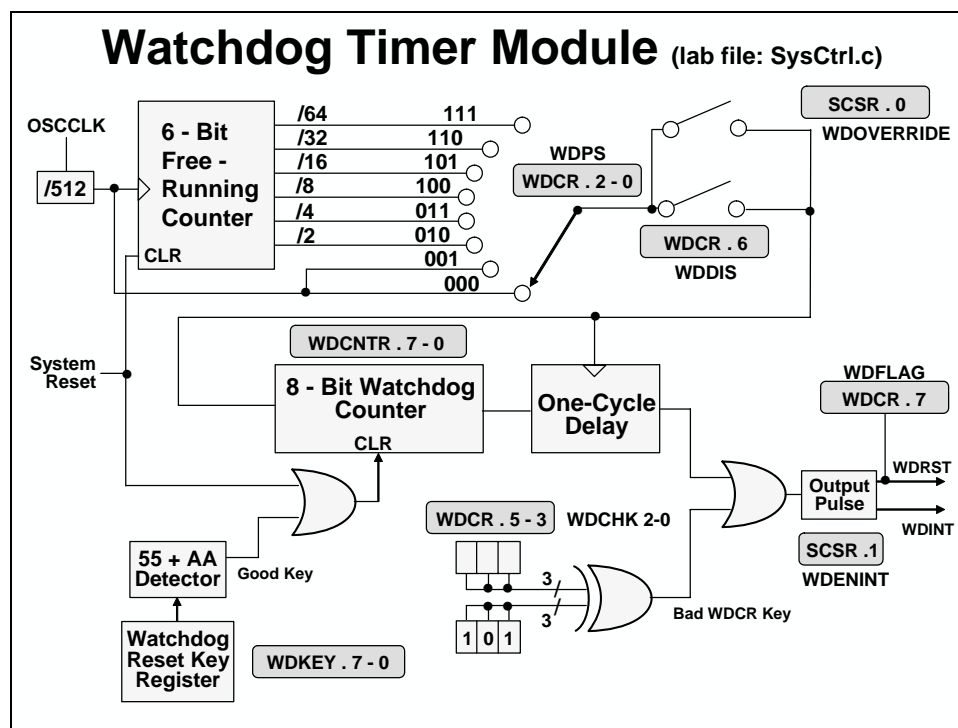 Watchdog Timer Module (lab file: SysCtrl.c)
OSCCLK
/512
6 - Bit
Free -
Running
Counter
CLR
/64
111
/32
110
/16
101
/8
100
/4
011
/2
010
001
000
WDPS
WDCR . 2 - 0
SCSR . 0
WDOVERRIDE
WDCR . 6
WDDIS
System
Reset
WDCNTR . 7 - 0
8 - Bit Watchdog
Counter
CLR
One-Cycle
Delay
WDFLAG
WDCR . 7
WDRST
Output
Pulse
WDINT
SCSR .1
WDENINT
WDCR . 5 - 3
WDCHK 2-0
3
3
1 0 1
Bad WDCR Key
55 + AA
Detector
Good Key
Watchdog
Reset Key
Register
WDKEY . 7 - 0